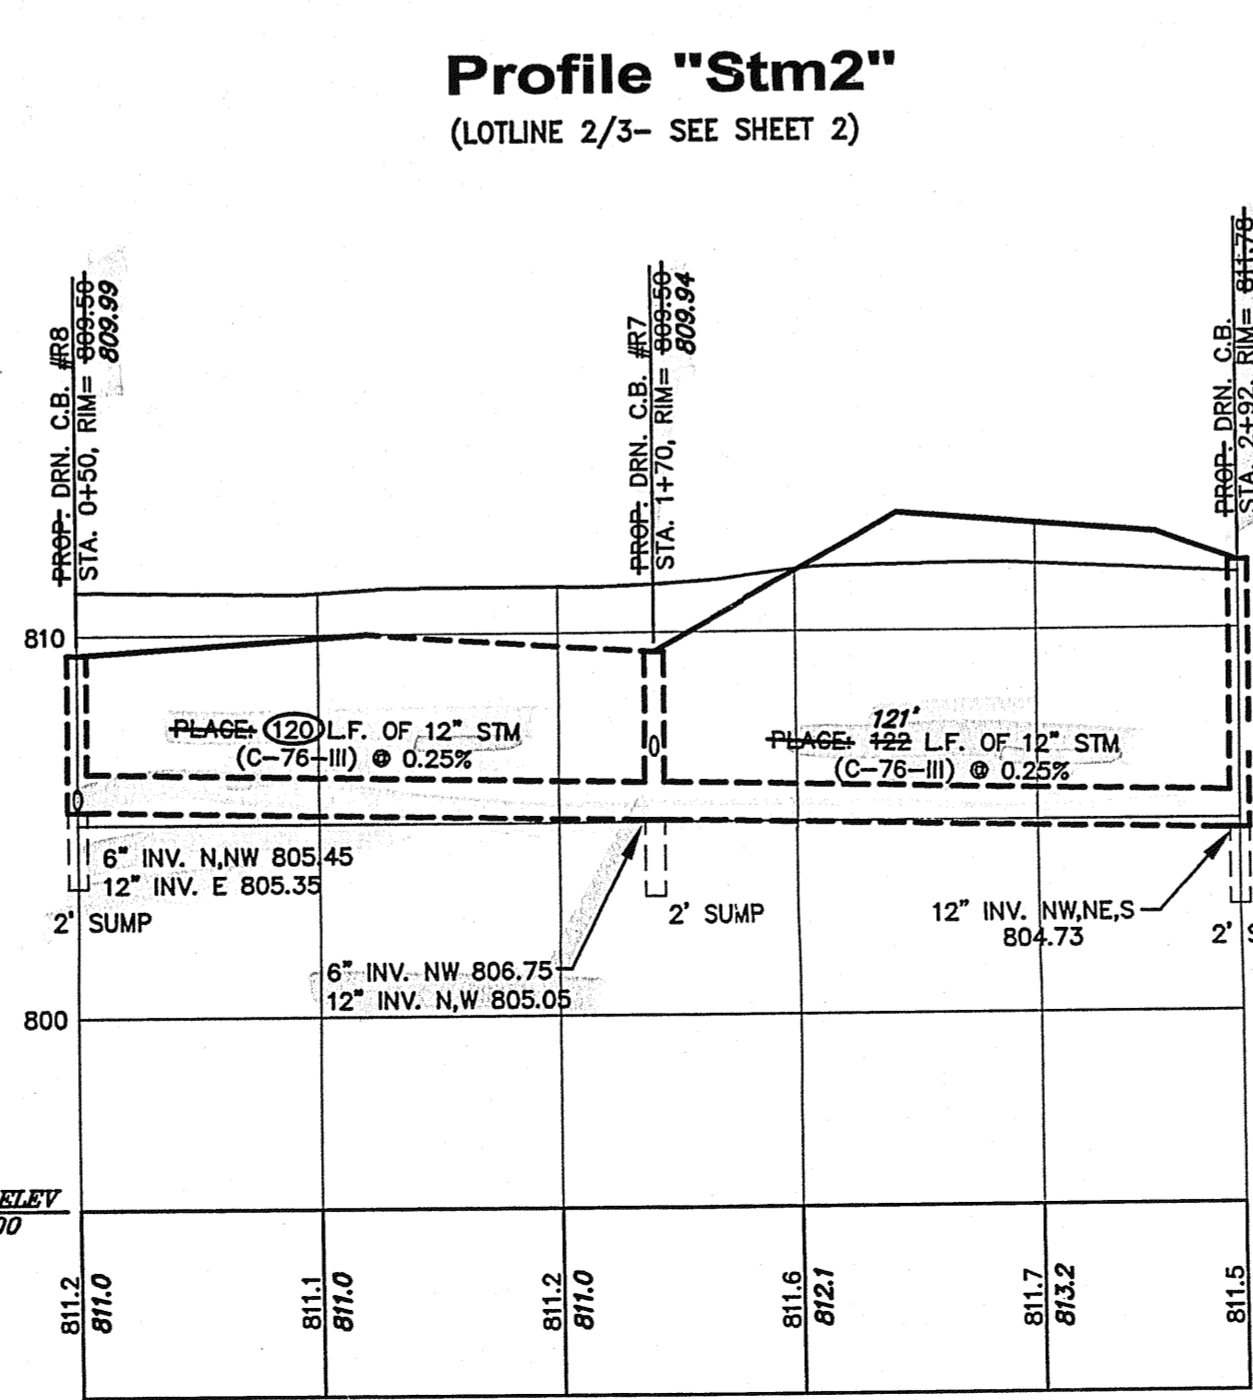 Profile "Stm2"
(LOTLINE 2/3- SEE SHEET 2)
PROP. DRN. C.B. #R8
STA. 0+50, RIM= 809.50
809.99
PROP. DRN. C.B. #R7
STA. 1+70, RIM= 809.50
809.94
PROP. DRN. C.B.
STA. 2+92, RIM= 811.78
810
PLACE: 120 L.F. OF 12" STM
(C-76-III) @ 0.25%
121'
PLACE: 122 L.F. OF 12" STM
(C-76-III) @ 0.25%
6" INV. N,NW 805.45
12" INV. E 805.35
2' SUMP
2' SUMP
12" INV. NW,NE,S
804.73
2' S
6" INV. NW 806.75
12" INV. N,W 805.05
800
ELEV
00
811.2
811.0
811.1
811.0
811.2
811.0
811.6
812.1
811.7
813.2
811.5